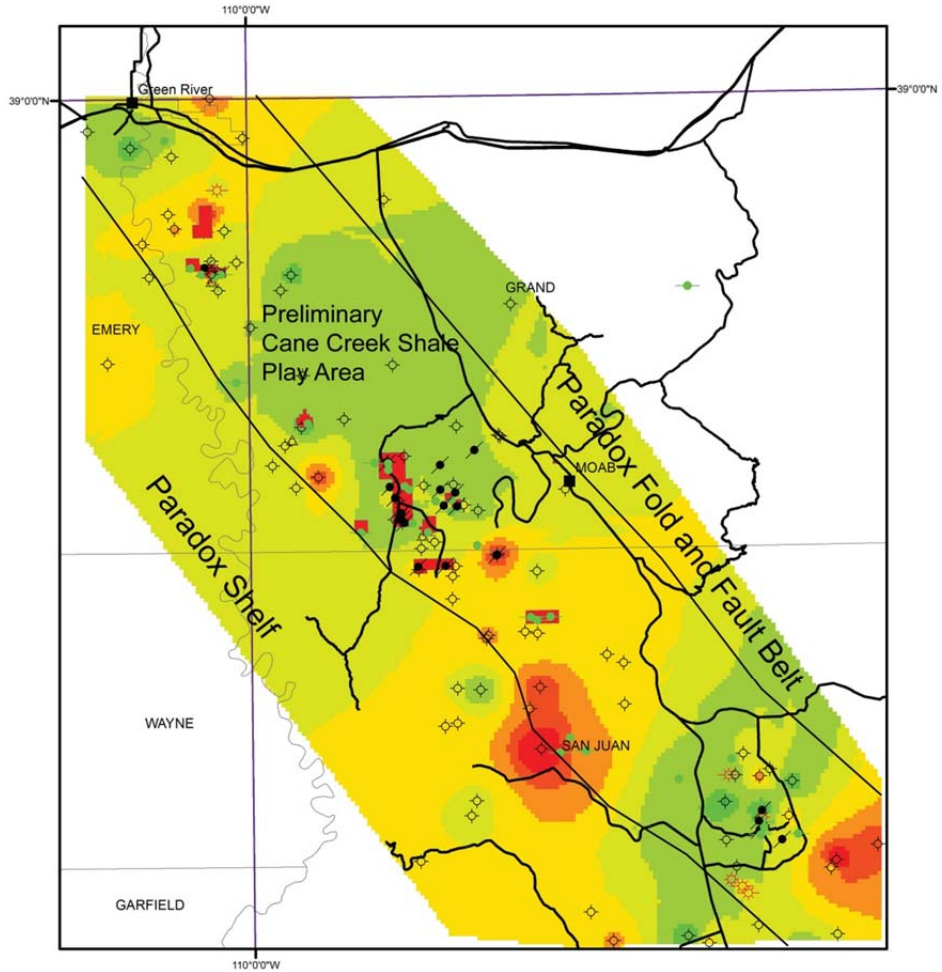 110°0'0"W
39°0'0"N
39°0'0"N
Green River
GRAND
EMERY
Preliminary
Cane Creek Shale
Play Area
Paradox Fold and Fault Belt
MOAB
Paradox Shelf
WAYNE
SAN JUAN
GARFIELD
110°0'0"W